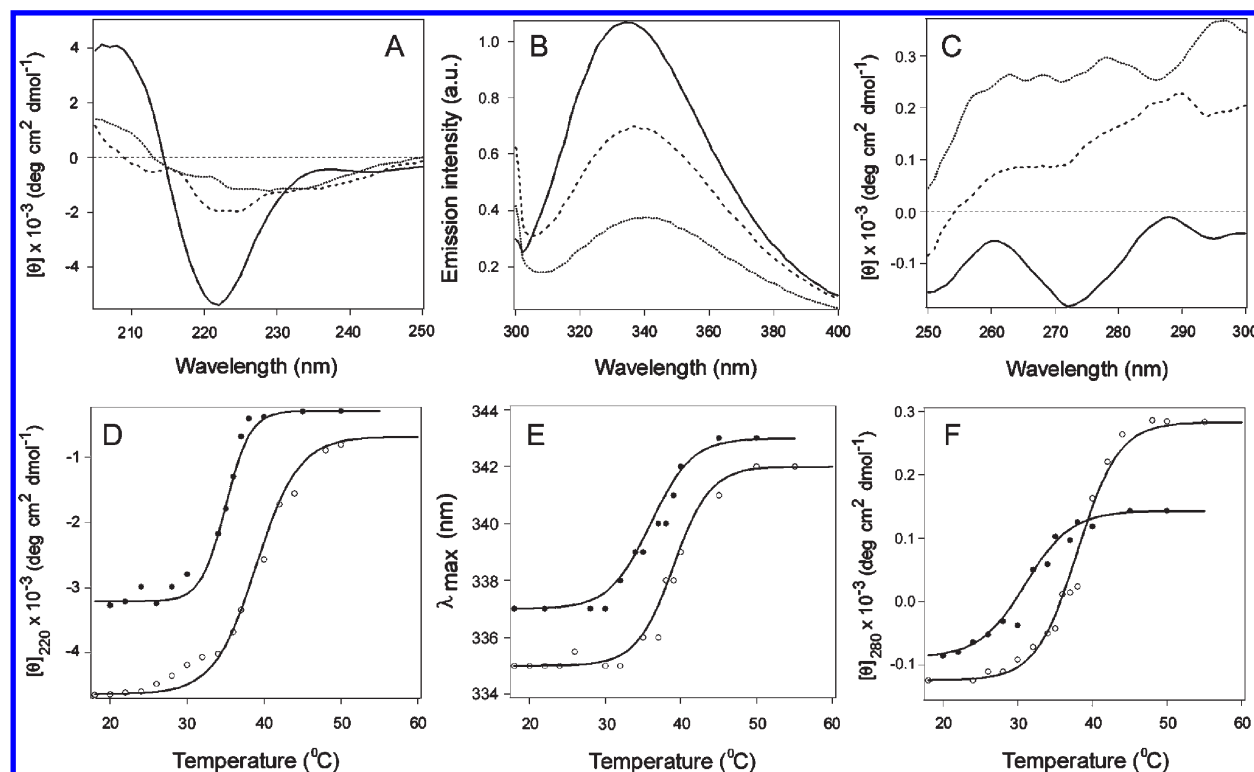 A
[θ] x 10⁻³ (deg cm² dmol⁻¹)
4
2
0
-2
-4
210 220 230 240 250
Wavelength (nm)
B
Emission intensity (a.u.)
1.0
0.8
0.6
0.4
0.2
300 320 340 360 380 400
Wavelength (nm)
C
[θ] x 10⁻³ (deg cm² dmol⁻¹)
0.3
0.2
0.1
0.0
-0.1
250 260 270 280 290 300
Wavelength (nm)
D
[θ]₂₂₀ x 10⁻³ (deg cm² dmol⁻¹)
-1
-2
-3
-4
20 30 40 50 60
Temperature (⁰C)
E
λ max (nm)
344
342
340
338
336
334
20 30 40 50 60
Temperature (⁰C)
F
[θ]₂₈₀ x 10⁻³ (deg cm² dmol⁻¹)
0.3
0.2
0.1
0.0
-0.1
20 30 40 50 60
Temperature (⁰C)